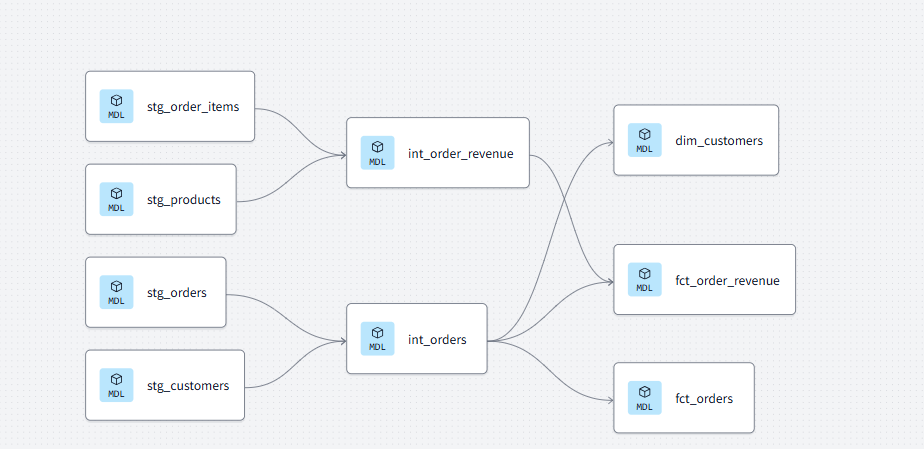 stg_order_items
MDL
stg_products
MDL
stg_orders
MDL
stg_customers
MDL
int_order_revenue
MDL
int_orders
MDL
dim_customers
MDL
fct_order_revenue
MDL
fct_orders
MDL